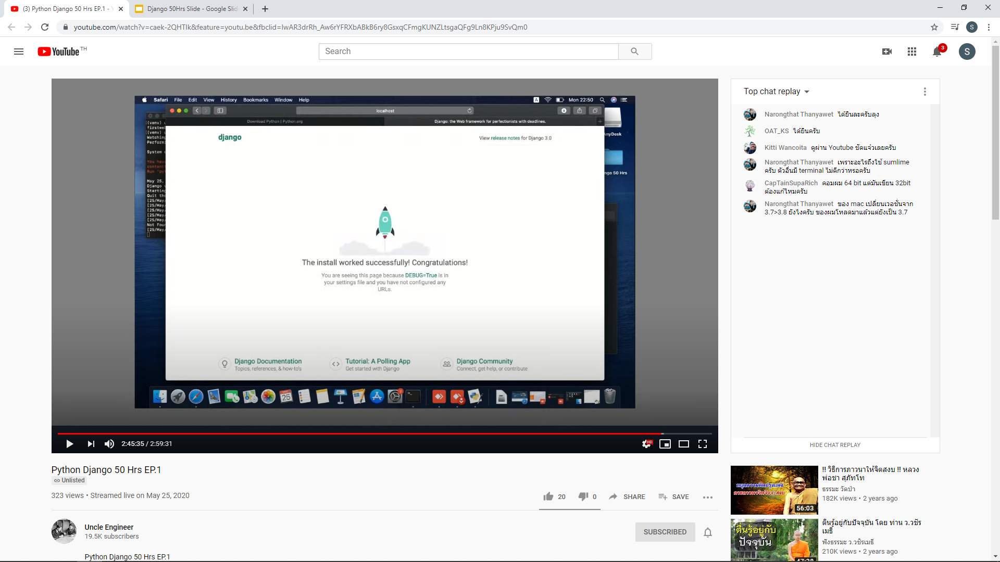 (3) Python Django 50 Hrs EP.1 -
Django 50Hrs Slide - Google Slid
youtube.com/watch?v=caek-2QHTIk&feature=youtu.be&fbclid=IwAR3drRh_Aw6rYFRXbABkB6ry8GsxqCFmgKUNZLtsgaQFg9Ln8KPju9SvQm0
S
YouTube TH
Search
3
S
Safari File Edit View History Bookmarks Window Help
A
Mon 22:50
localhost
Download Python | Python.org
Django: the Web framework for perfectionists with deadlines.
django
View release notes for Django 3.0
The install worked successfully! Congratulations!
You are seeing this page because DEBUG=True is in
your settings file and you have not configured any
URLs.
Django Documentation
Topics, references, & how-to's
Tutorial: A Polling App
Get started with Django
Django Community
Connect, get help, or contribute
(venv)
firstwe
(venv)
Watching
Perform
System
You hav
content
Run 'py
May 25,
Django
Starting
Quit the
[25/May/
[25/May/
[25/May/
[25/May/
[25/May/
Not Foun
[25/May/
AnyDesk
ngo 50 Hrs
25
2:45:35 / 2:59:31
HD
Top chat replay
Narongthat Thanyawet ได้ยินละครับลุง
OAT_KS ได้ยินครับ
Kitti Wancoita ดูผ่าน Youtube ชัดแจ๋วเลยครับ
Narongthat Thanyawet เพราะอะไรถึงใช้ sumlime
ครับ ตัวอื่นมี terminal ไม่ดีกว่าหรอครับ
CapTainSupaRich คอมผม 64 bit แต่มันเขียน 32bit
ต้องแก้ไหมครับ
Narongthat Thanyawet ของ mac เปลี่ยนเวอชั่นจาก
3.7>3.8 ยังไงครับ ของผมโหลดมาแล้วแต่ยังเป็น 3.7
HIDE CHAT REPLAY
Python Django 50 Hrs EP.1
Unlisted
323 views • Streamed live on May 25, 2020
20
0
SHARE
SAVE
Uncle Engineer
19.5K subscribers
SUBSCRIBED
Python Django 50 Hrs EP.1
56:03
!! วิธีการภาวนาให้จิตสงบ !! หลวง
พ่อชา สุภัทโท
ธรรมะ วัดป่า
182K views • 2 years ago
ตื่นรู้อยู่กับ
ปัจจุบัน
47:38
ตื่นรู้อยู่กับปัจจุบัน โดย ท่าน ว.วชิร
เมธี
ฟังธรรมะ ว.วชิรเมธี
210K views • 2 years ago